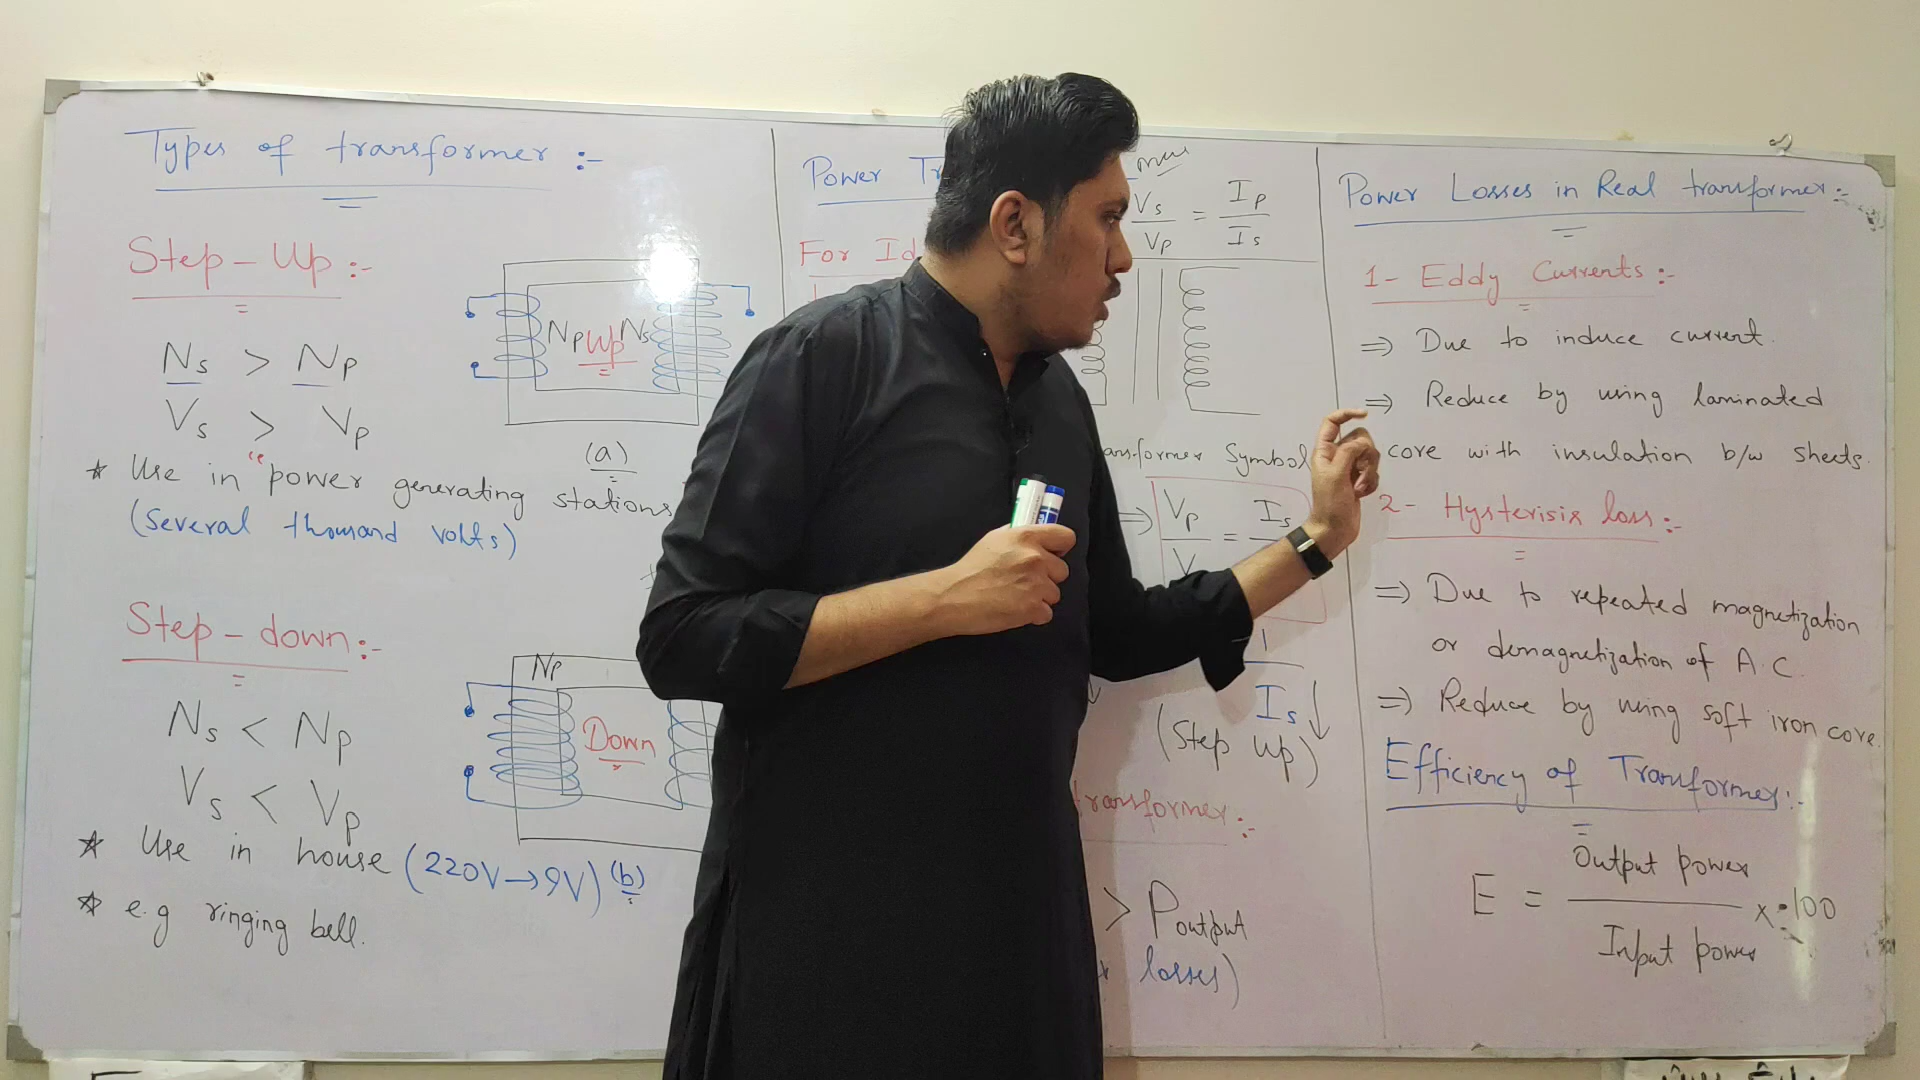 Types of transformer :-
Step-Up :-
Ns > Np
Vs > Vp
Np Up Ns
(a)
* Use in "power generating stations
(Several thousand volts)
Step-down :-
Ns < Np
Vs < Vp
Np
Down
* Use in house (220V → 9V) (b)
* e.g ringing bell.
Power
Vs/Vp = Ip/Is
For
Symbol
⇒ Vp/V = Is
Is ↓
(Step up)
transformer :-
> Poutput
losses)
Power Losses in Real transformer :-
1- Eddy Currents :-
⇒ Due to induce current.
⇒ Reduce by using laminated
core with insulation b/w sheets.
2- Hysterisis loss :-
⇒ Due to repeated magnetization
or demagnetization of A.C.
⇒ Reduce by using soft iron core.
Efficiency of Transformer :-
E = Output power / Input power x 100